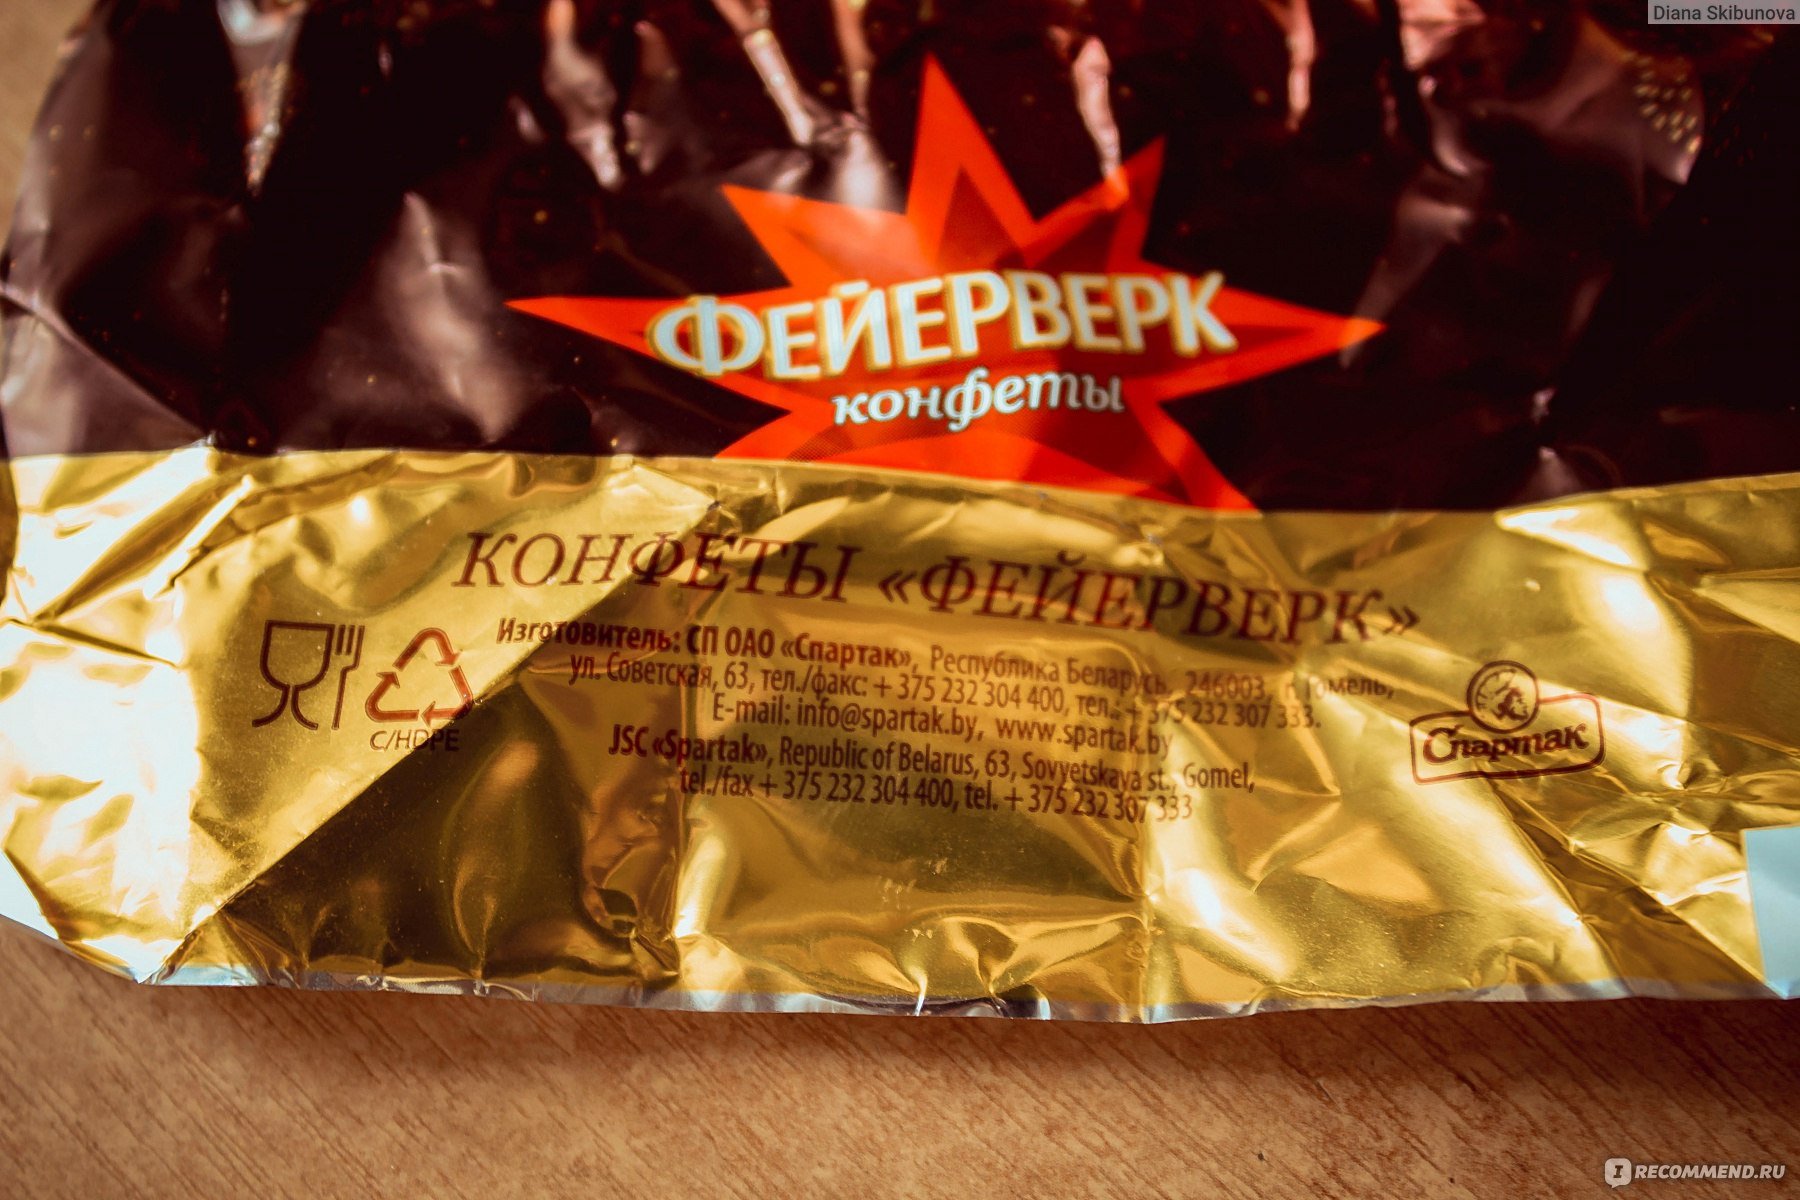 Diana Skibunova
ФЕЙЕРВЕРК
конфеты
КОНФЕТЫ «ФЕЙЕРВЕРК»
Изготовитель: СП ОАО «Спартак», Республика Беларусь, 246003, г. Гомель,
ул. Советская, 63, тел./факс: + 375 232 304 400, тел.: + 375 232 307 333.
E-mail: info@spartak.by, www.spartak.by
JSC «Spartak», Republic of Belarus, 63, Sovyetskaya st., Gomel,
tel./fax + 375 232 304 400, tel. + 375 232 307 333
C/HDPE
Спартак
RECOMMEND.RU